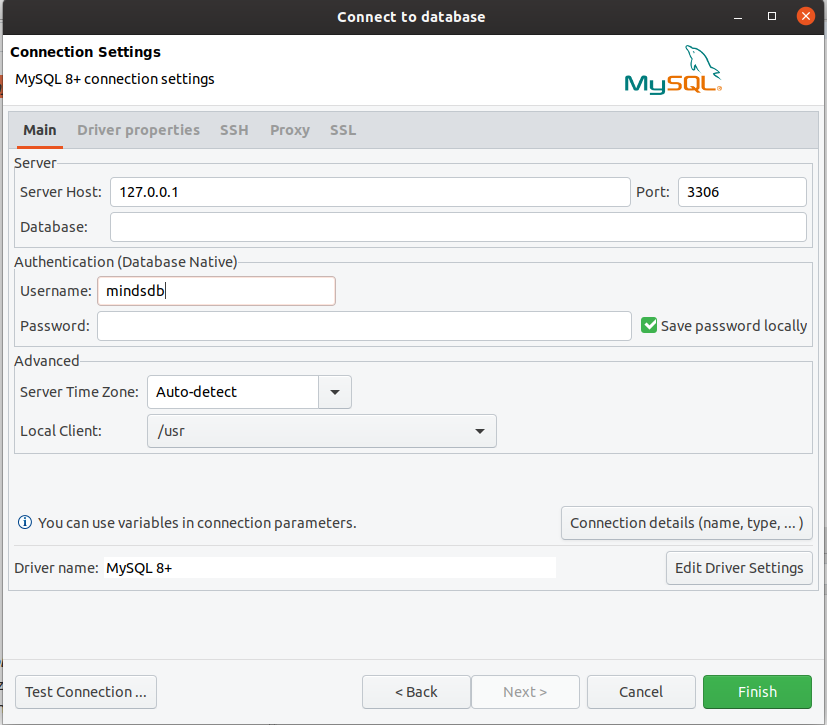 Connect to database
Connection Settings
MySQL 8+ connection settings
MySQL®
Main Driver properties SSH Proxy SSL
Server
Server Host: 127.0.0.1 Port: 3306
Database:
Authentication (Database Native)
Username: mindsdb
Password: Save password locally
Advanced
Server Time Zone: Auto-detect
Local Client: /usr
You can use variables in connection parameters. Connection details (name, type, ... )
Driver name: MySQL 8+ Edit Driver Settings
Test Connection ... < Back Next > Cancel Finish